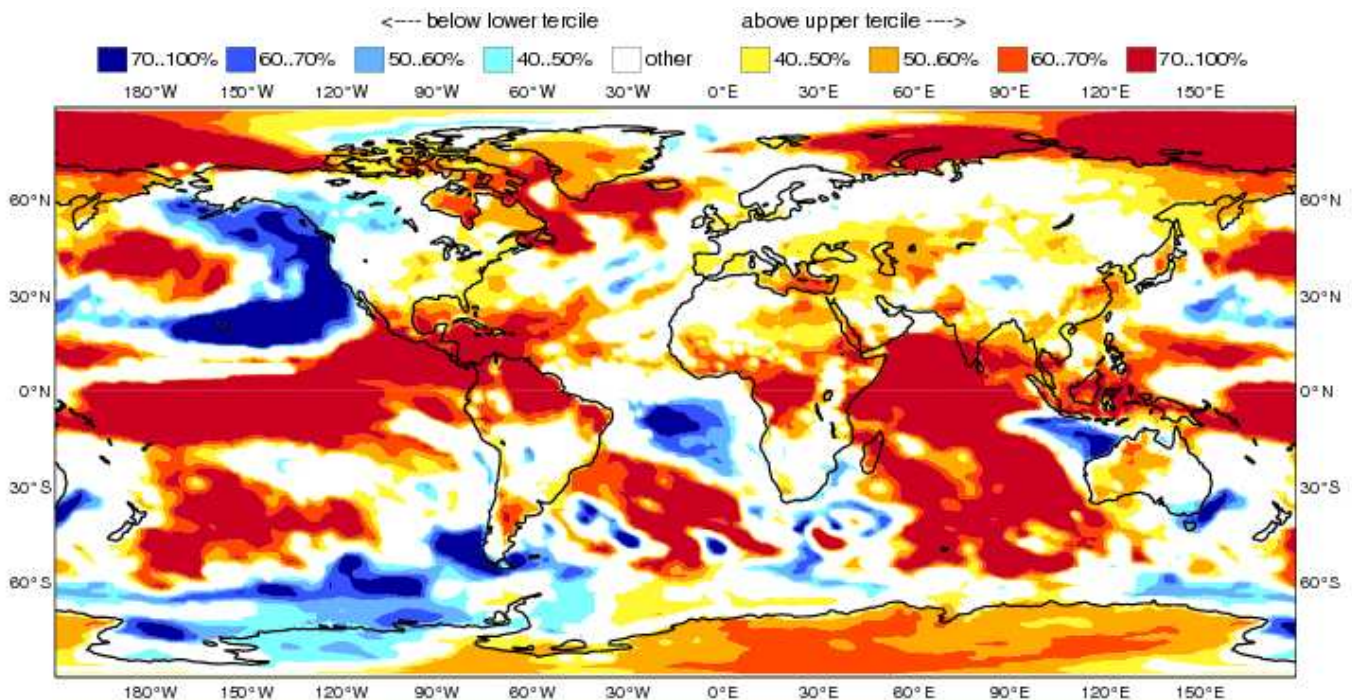 <---- below lower tercile above upper tercile ---->
70..100% 60..70% 50..60% 40..50% other 40..50% 50..60% 60..70% 70..100%
180°W 150°W 120°W 90°W 60°W 30°W 0°E 30°E 60°E 90°E 120°E 150°E
60°N 60°N
30°N 30°N
0°N 0°N
30°S 30°S
60°S 60°S
180°W 150°W 120°W 90°W 60°W 30°W 0°E 30°E 60°E 90°E 120°E 150°E